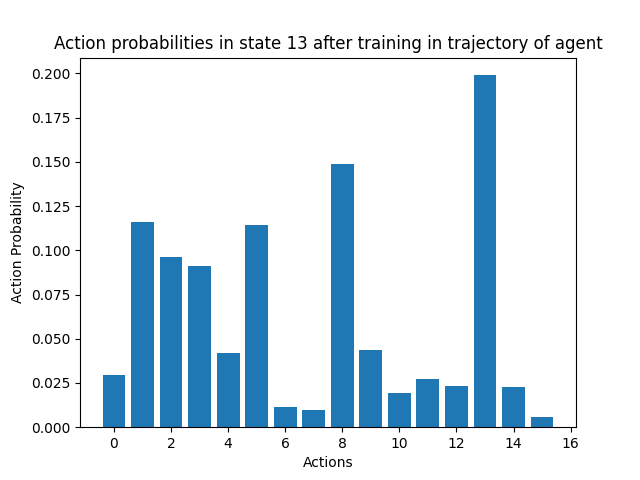 Action probabilities in state 13 after training in trajectory of agent
0.200
0.175
0.150
0.125
0.100
0.075
0.050
0.025
0.000
Action Probability
0 2 4 6 8 10 12 14 16
Actions